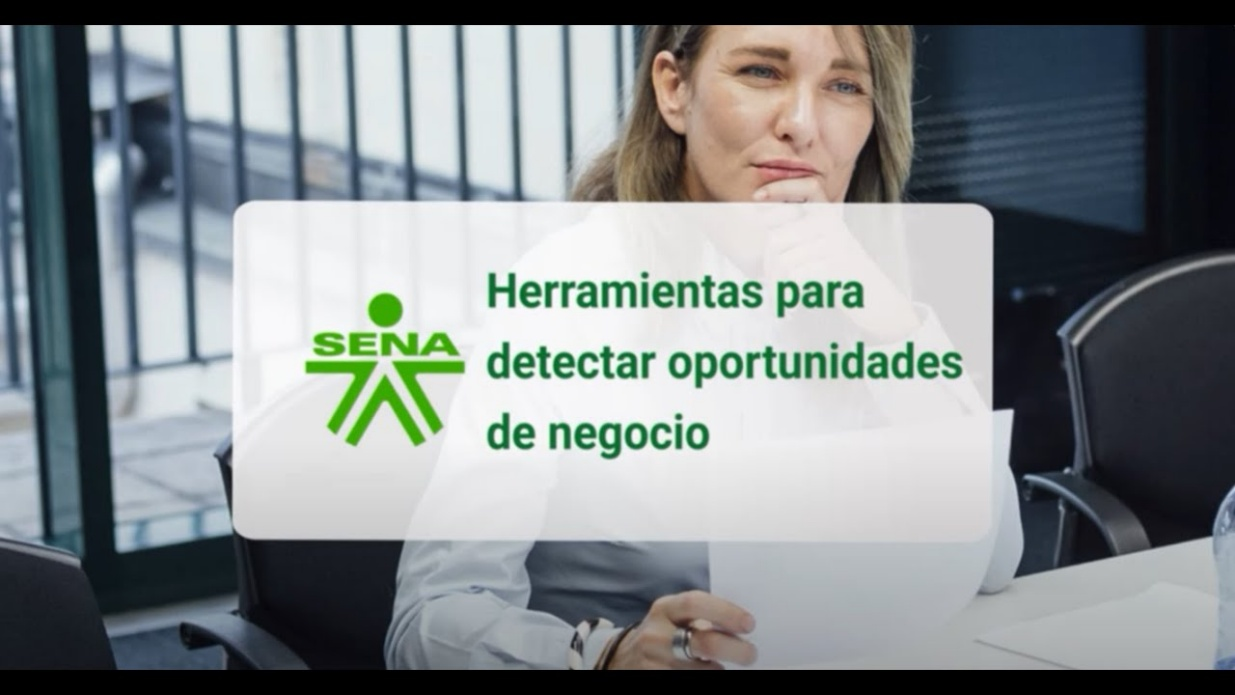 SENA
Herramientas para
detectar oportunidades
de negocio